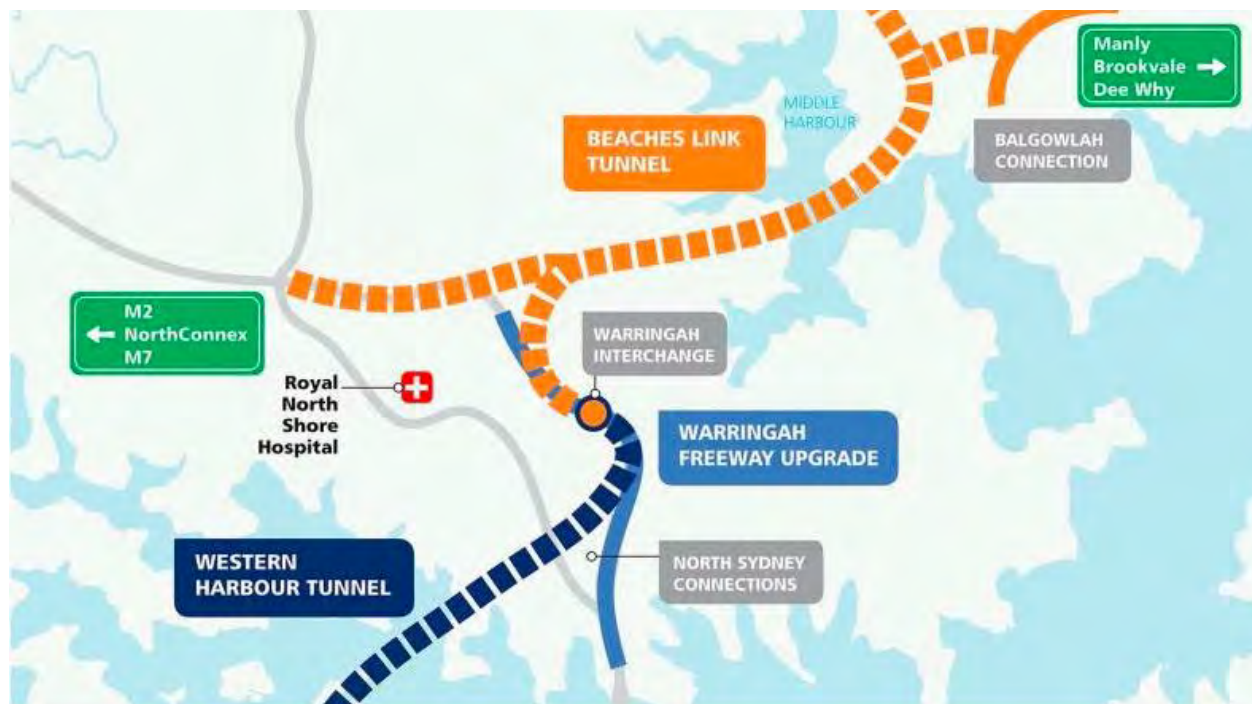 Manly
Brookvale
Dee Why
MIDDLE
HARBOUR
BEACHES LINK
TUNNEL
BALGOWLAH
CONNECTION
M2
NorthConnex
M7
WARRINGAH
INTERCHANGE
Royal
North
Shore
Hospital
WARRINGAH
FREEWAY UPGRADE
WESTERN
HARBOUR TUNNEL
NORTH SYDNEY
CONNECTIONS